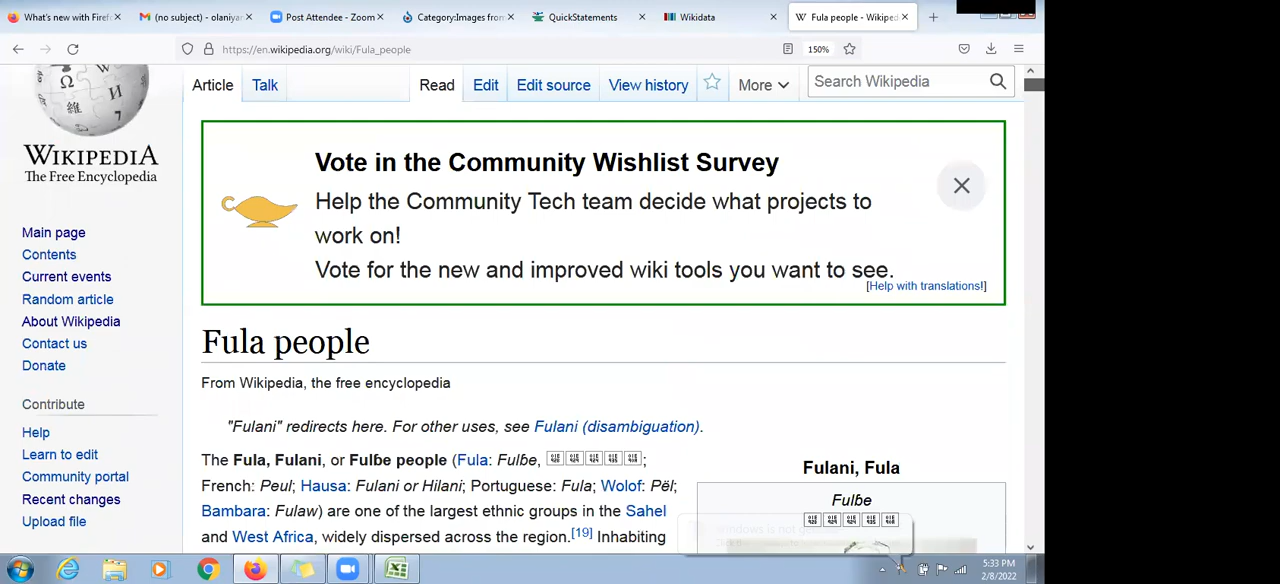 What's new with Firef
(no subject) - olaniyar
Post Attendee - Zoom
Category:Images from
QuickStatements
Wikidata
Fula people - Wikiped
https://en.wikipedia.org/wiki/Fula_people
150%
WIKIPEDIA
The Free Encyclopedia
Main page
Contents
Current events
Random article
About Wikipedia
Contact us
Donate
Contribute
Help
Learn to edit
Community portal
Recent changes
Upload file
Article Talk Read Edit Edit source View history More Search Wikipedia
Vote in the Community Wishlist Survey
Help the Community Tech team decide what projects to
work on!
Vote for the new and improved wiki tools you want to see.
[Help with translations!]
Fula people
From Wikipedia, the free encyclopedia
"Fulani" redirects here. For other uses, see Fulani (disambiguation).
The Fula, Fulani, or Fulɓe people (Fula: Fulɓe, ;
French: Peul; Hausa: Fulani or Hilani; Portuguese: Fula; Wolof: Pël;
Bambara: Fulaw) are one of the largest ethnic groups in the Sahel
and West Africa, widely dispersed across the region.[19] Inhabiting
Fulani, Fula
Fulɓe
5:33 PM
2/8/2022